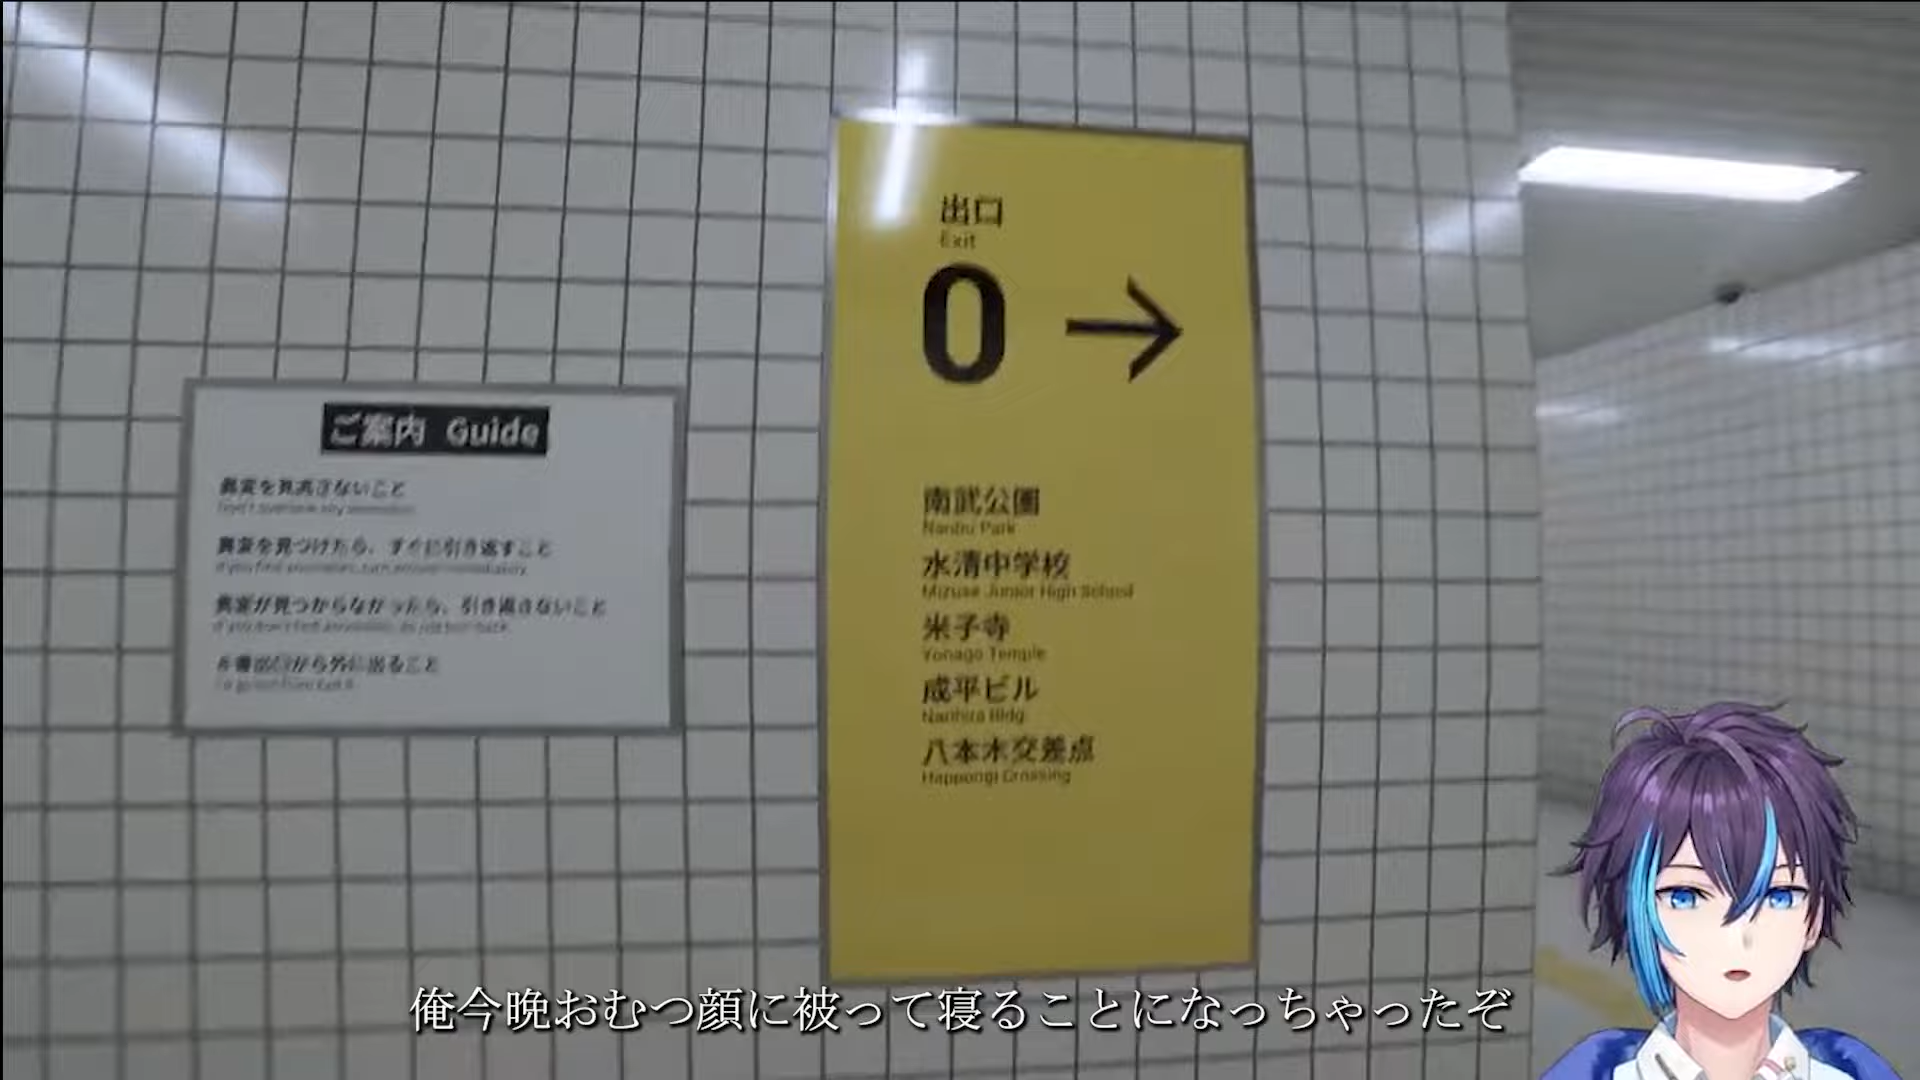 ご案内 Guide
異変を見逃さないこと
異変を見つけたら、すぐに引き返すこと
異変が見つからなかったら、引き返さないこと
8番出口から外に出ること
出口
Exit
0 →
南武公園
Nanbu Park
水清中学校
Mizuse Junior High School
米子寺
Yonago Temple
成平ビル
Narihira Bldg.
八本木交差点
Happongi Crossing
俺今晩おむつ顔に被って寝ることになっちゃったぞ